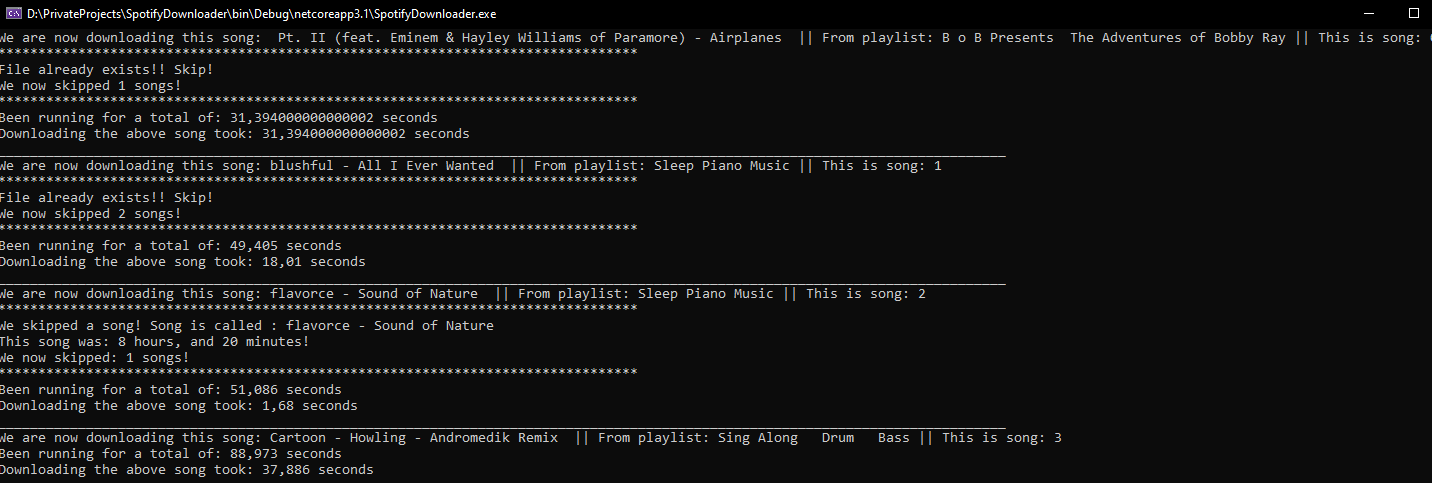 D:\PrivateProjects\SpotifyDownloader\bin\Debug\netcoreapp3.1\SpotifyDownloader.exe
We are now downloading this song:  Pt. II (feat. Eminem & Hayley Williams of Paramore) - Airplanes  || From playlist: B o B Presents  The Adventures of Bobby Ray || This is song:
********************************************************************************
File already exists!! Skip!
We now skipped 1 songs!
********************************************************************************
Been running for a total of: 31,394000000000002 seconds
Downloading the above song took: 31,394000000000002 seconds
______________________________________________________________________________________________________________________________
We are now downloading this song: blushful - All I Ever Wanted  || From playlist: Sleep Piano Music || This is song: 1
********************************************************************************
File already exists!! Skip!
We now skipped 2 songs!
********************************************************************************
Been running for a total of: 49,405 seconds
Downloading the above song took: 18,01 seconds
______________________________________________________________________________________________________________________________
We are now downloading this song: flavorce - Sound of Nature  || From playlist: Sleep Piano Music || This is song: 2
********************************************************************************
We skipped a song! Song is called : flavorce - Sound of Nature
This song was: 8 hours, and 20 minutes!
We now skipped: 1 songs!
********************************************************************************
Been running for a total of: 51,086 seconds
Downloading the above song took: 1,68 seconds
______________________________________________________________________________________________________________________________
We are now downloading this song: Cartoon - Howling - Andromedik Remix  || From playlist: Sing Along   Drum   Bass || This is song: 3
Been running for a total of: 88,973 seconds
Downloading the above song took: 37,886 seconds